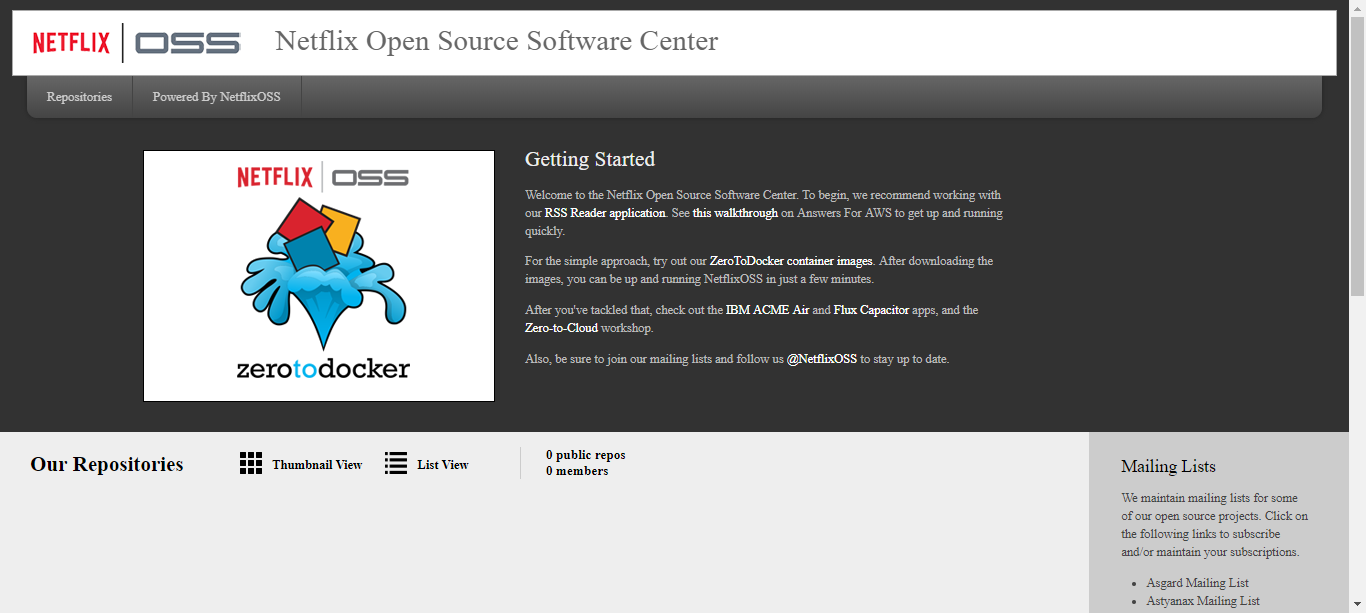 NETFLIX OSS Netflix Open Source Software Center
Repositories Powered By NetflixOSS
NETFLIX OSS
zerotodocker
Getting Started
Welcome to the Netflix Open Source Software Center. To begin, we recommend working with
our RSS Reader application. See this walkthrough on Answers For AWS to get up and running
quickly.
For the simple approach, try out our ZeroToDocker container images. After downloading the
images, you can be up and running NetflixOSS in just a few minutes.
After you've tackled that, check out the IBM ACME Air and Flux Capacitor apps, and the
Zero-to-Cloud workshop.
Also, be sure to join our mailing lists and follow us @NetflixOSS to stay up to date.
Our Repositories
Thumbnail View
List View
0 public repos
0 members
Mailing Lists
We maintain mailing lists for some
of our open source projects. Click on
the following links to subscribe
and/or maintain your subscriptions.
• Asgard Mailing List
• Astyanax Mailing List